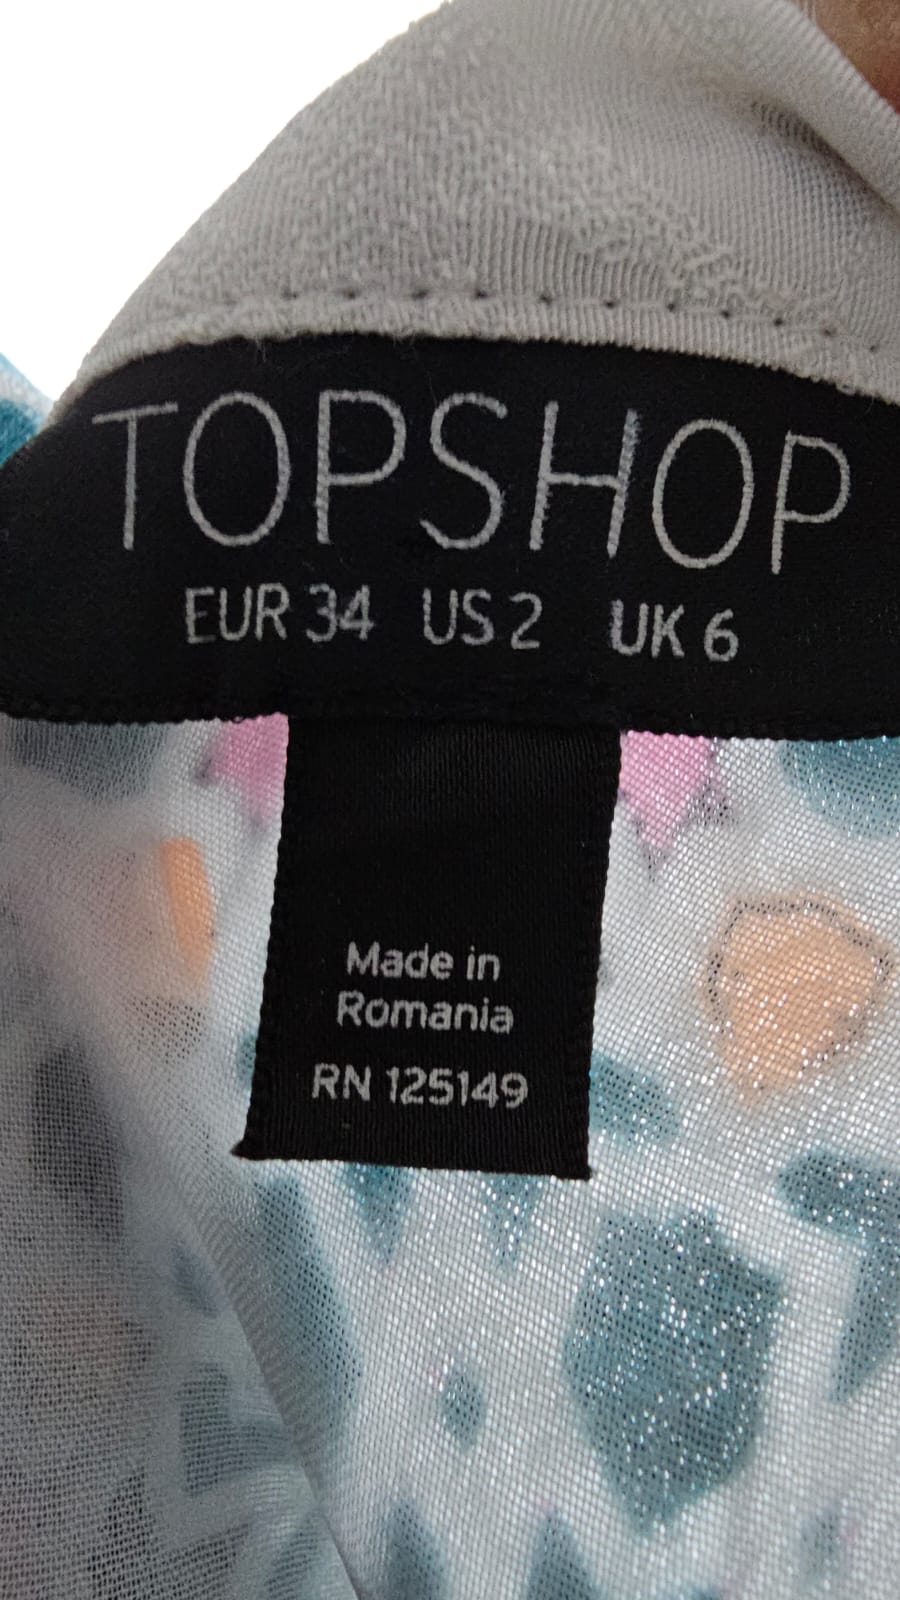 TOPSHOP
EUR 34 US 2 UK 6
Made in
Romania
RN 125149